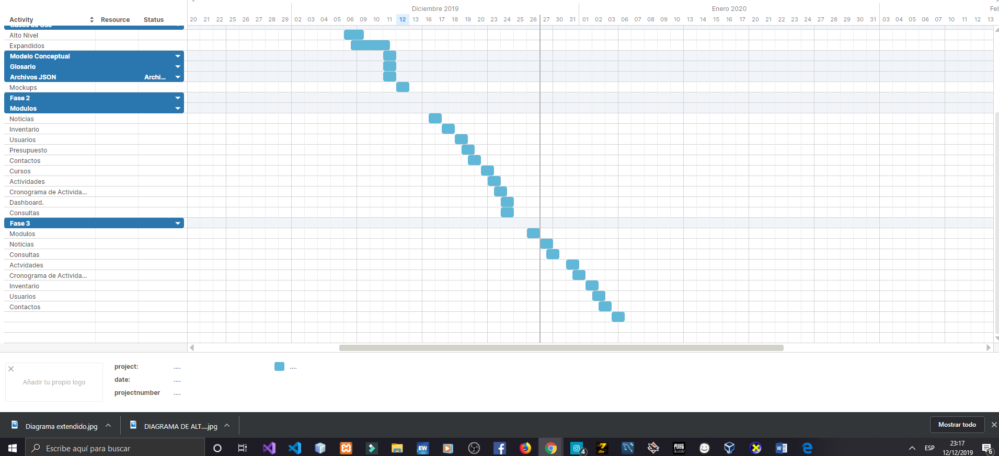 Diciembre 2019 Enero 2020 Feb
Activity Resource Status 20 21 22 25 26 27 28 29 02 03 04 05 06 09 10 11 12 13 16 17 18 19 20 23 24 25 26 27 30 31 01 02 03 06 07 08 09 10 13 14 15 16 17 20 21 22 23 24 27 28 29 30 31 03 04 05 06 07 10 11 12 13
Casos de Uso
Alto Nivel
Expandidos
Modelo Conceptual
Glosario
Archivos JSON Archi...
Mockups
Fase 2
Modulos
Noticias
Inventario
Usuarios
Presupuesto
Contactos
Cursos
Actividades
Cronograma de Activida...
Dashboard.
Consultas
Fase 3
Modulos
Noticias
Consultas
Actvidades
Cronograma de Activida...
Inventario
Usuarios
Contactos
project: .... ....
Añadir tu propio logo
date: ....
projectnumber ....
Diagrama extendido.jpg DIAGRAMA DE ALT....jpg Mostrar todo
Escribe aquí para buscar EW 4 PUBG ESP 23:17
12/12/2019 6